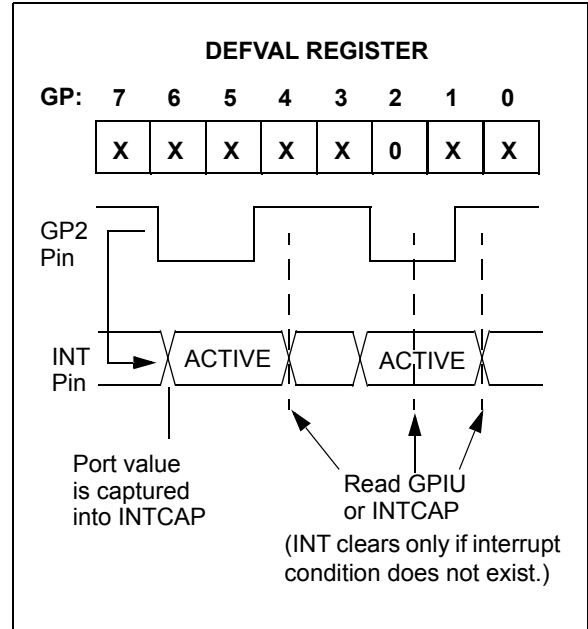 DEFVAL REGISTER
GP: 7 6 5 4 3 2 1 0
X X X X X 0 X X
GP2
Pin
INT
Pin
ACTIVE
ACTIVE
Port value
is captured
into INTCAP
Read GPIU
or INTCAP
(INT clears only if interrupt
condition does not exist.)